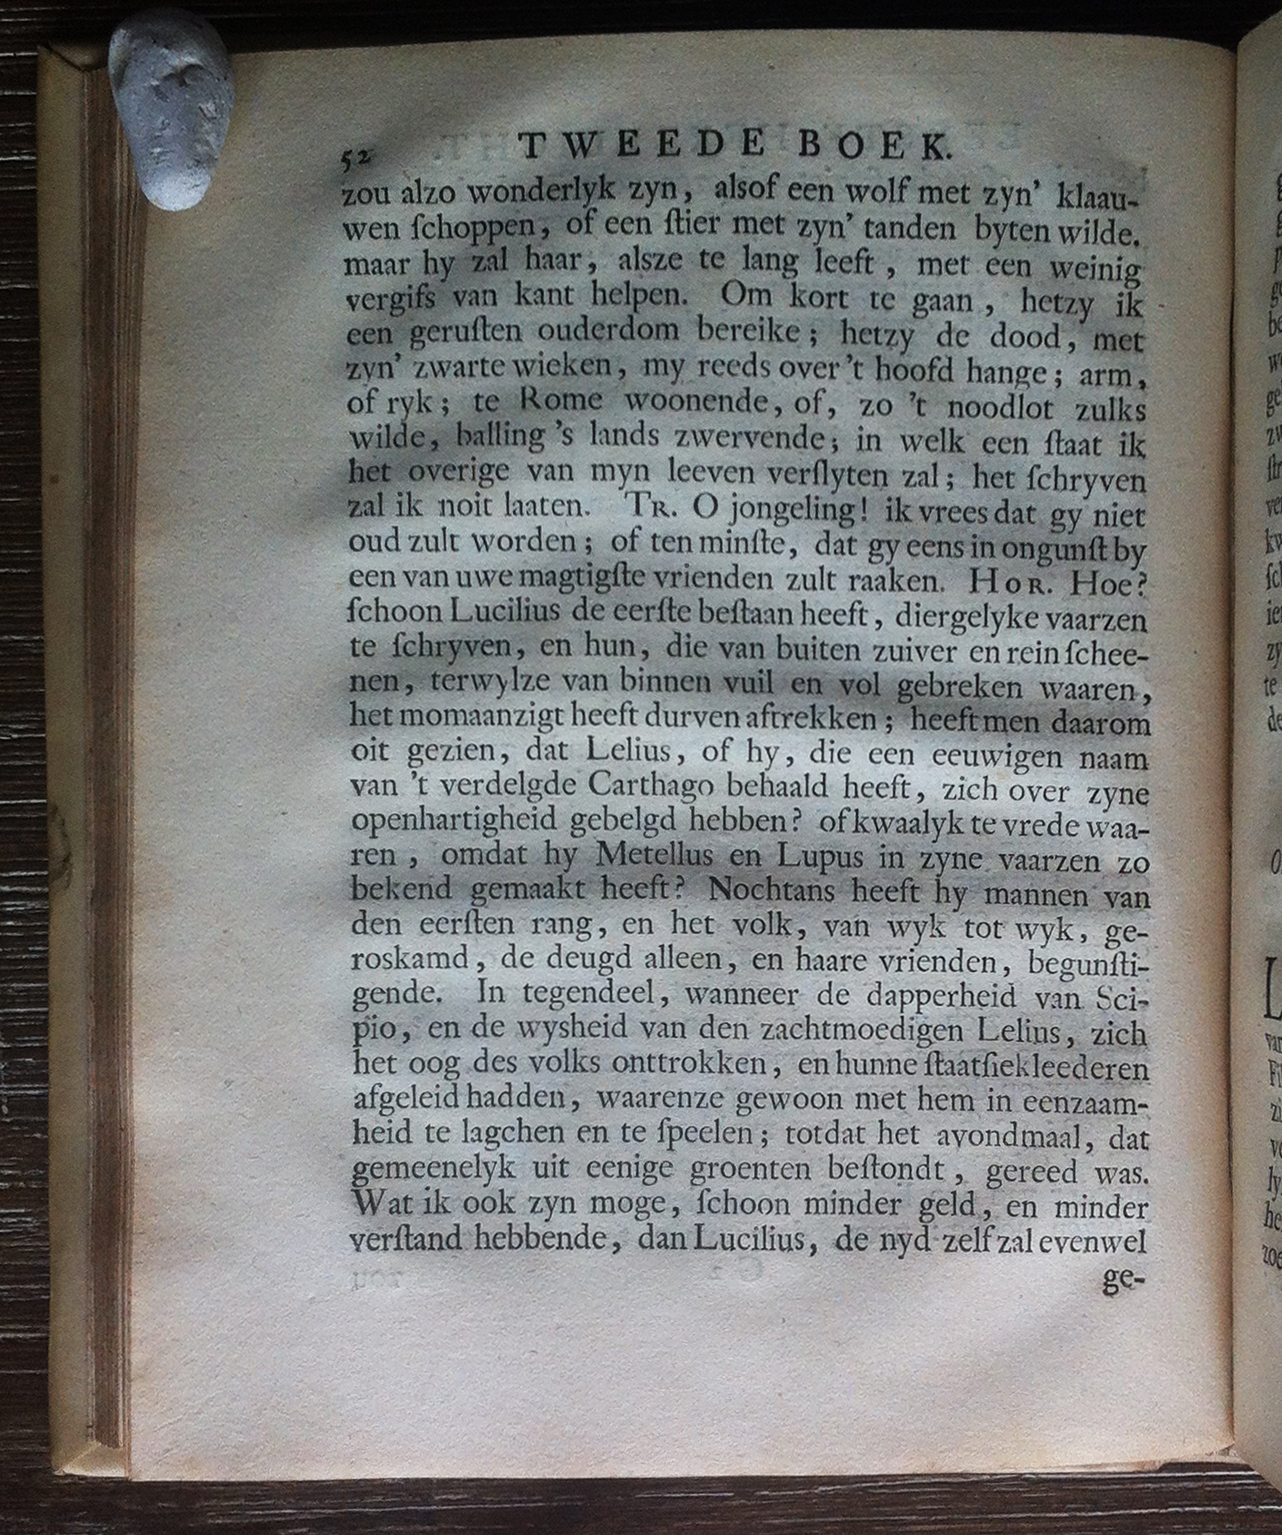 52 TWEEDE BOEK.
zou alzo wonderlyk zyn, alsof een wolf met zyn' klaau-
wen ſchoppen, of een ſtier met zyn' tanden byten wilde.
maar hy zal haar, alsze te lang leeft, met een weinig
vergifs van kant helpen. Om kort te gaan, hetzy ik
een geruſten ouderdom bereike; hetzy de dood, met
zyn' zwarte wieken, my reeds over 't hoofd hange; arm,
of ryk; te Rome woonende, of, zo 't noodlot zulks
wilde, balling 's lands zwervende; in welk een ſtaat ik
het overige van myn leeven verſlyten zal; het ſchryven
zal ik noit laaten. TR. O jongeling! ik vrees dat gy niet
oud zult worden; of ten minſte, dat gy eens in ongunſt by
een van uwe magtigſte vrienden zult raaken. HOR. Hoe?
ſchoon Lucilius de eerſte beſtaan heeft, diergelyke vaarzen
te ſchryven, en hun, die van buiten zuiver en rein ſchee-
nen, terwylze van binnen vuil en vol gebreken waaren,
het momaanzigt heeft durven aftrekken; heeft men daarom
oit gezien, dat Lelius, of hy, die een eeuwigen naam
van 't verdelgde Carthago behaald heeft, zich over zyne
openhartigheid gebelgd hebben? of kwaalyk te vrede waa-
ren, omdat hy Metellus en Lupus in zyne vaarzen zo
bekend gemaakt heeft? Nochtans heeft hy mannen van
den eerſten rang, en het volk, van wyk tot wyk, ge-
roskamd, de deugd alleen, en haare vrienden, begunſti-
gende. In tegendeel, wanneer de dapperheid van Sci-
pio, en de wysheid van den zachtmoedigen Lelius, zich
het oog des volks onttrokken, en hunne ſtaatſiekleederen
afgeleid hadden, waarenze gewoon met hem in eenzaam-
heid te lagchen en te ſpeelen; totdat het avondmaal, dat
gemeenelyk uit eenige groenten beſtondt, gereed was.
Wat ik ook zyn moge, ſchoon minder geld, en minder
verſtand hebbende, dan Lucilius, de nyd zelf zal evenwel
ge-